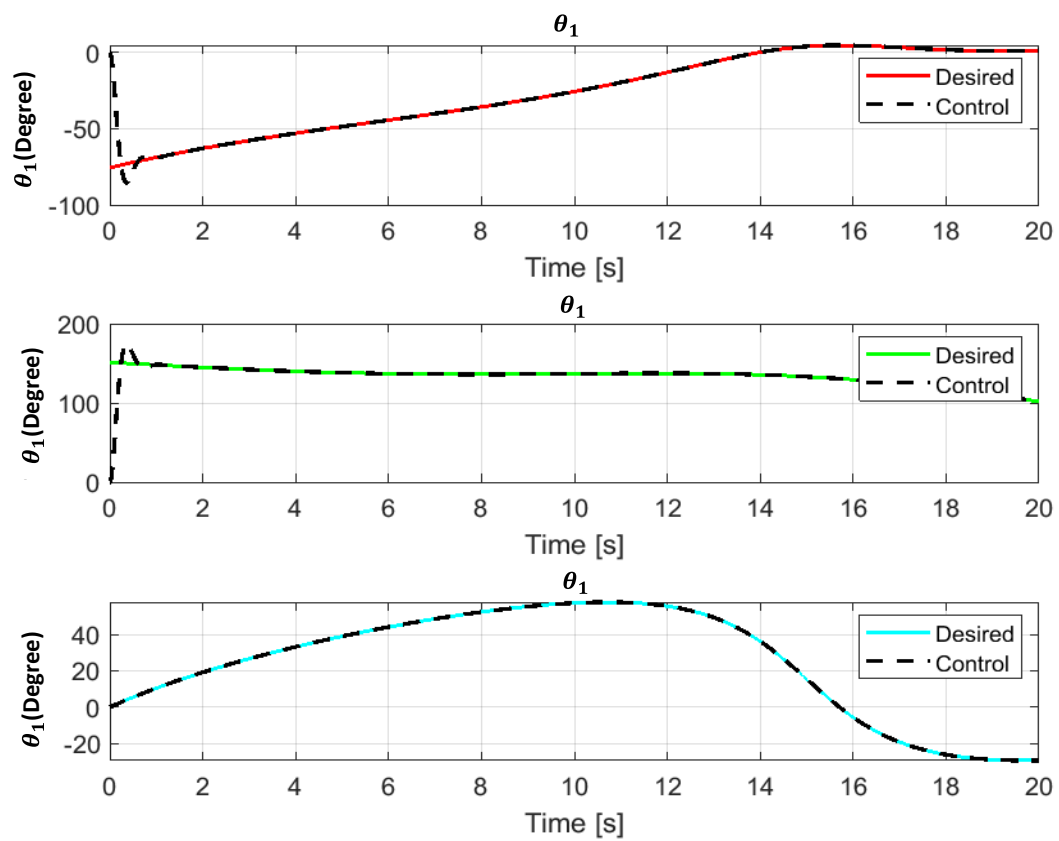 θ₁
θ₁(Degree)
0
-50
-100
Desired
Control
0 2 4 6 8 10 12 14 16 18 20
Time [s]
θ₁
θ₁(Degree)
200
100
0
Desired
Control
0 2 4 6 8 10 12 14 16 18 20
Time [s]
θ₁
θ₁(Degree)
40
20
0
-20
Desired
Control
0 2 4 6 8 10 12 14 16 18 20
Time [s]